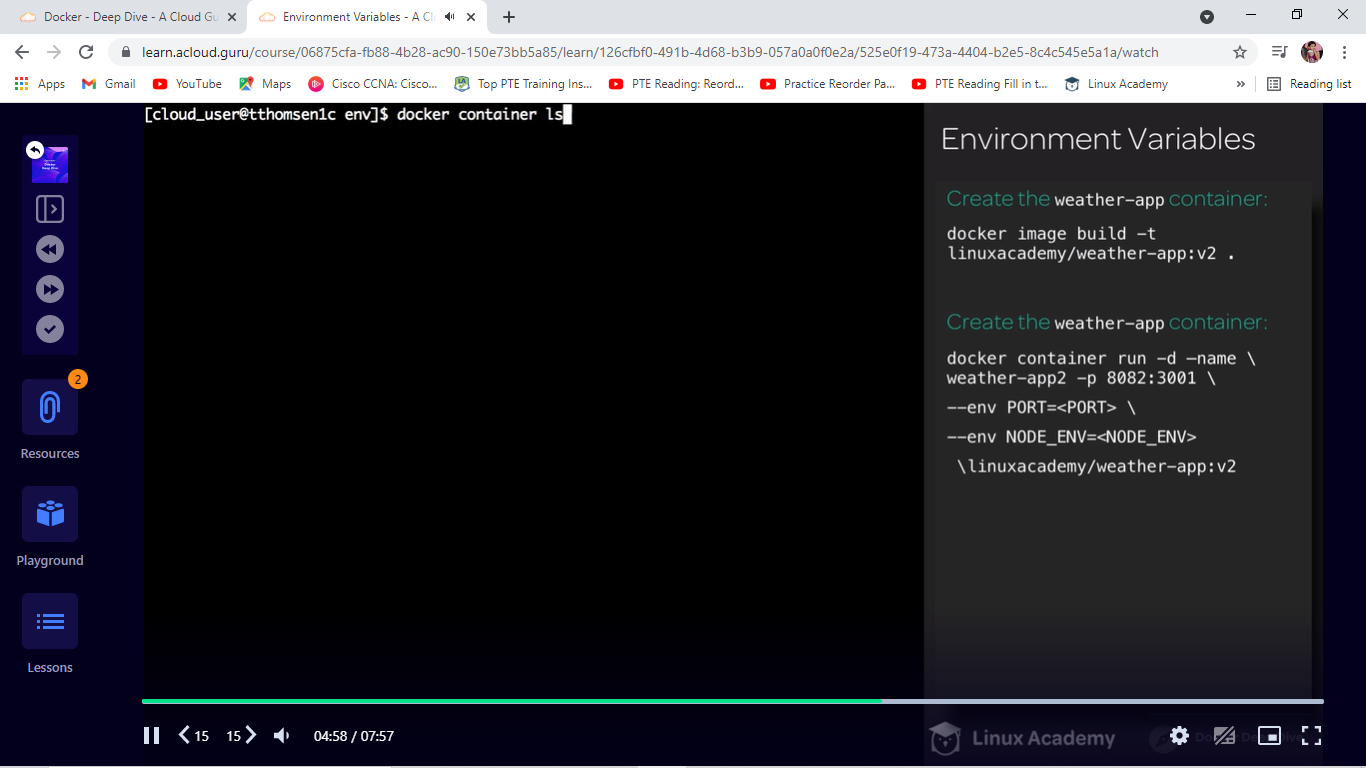 Docker - Deep Dive - A Cloud Gu
Environment Variables - A Cl
learn.acloud.guru/course/06875cfa-fb88-4b28-ac90-150e73bb5a85/learn/126cfbf0-491b-4d68-b3b9-057a0a0f0e2a/525e0f19-473a-4404-b2e5-8c4c545e5a1a/watch
Apps Gmail YouTube Maps Cisco CCNA: Cisco... Top PTE Training Ins... PTE Reading: Reord... Practice Reorder Pa... PTE Reading Fill in t... Linux Academy » Reading list
[cloud_user@tthomsen1c env]$ docker container ls
Environment Variables
Create the weather-app container:
docker image build -t
linuxacademy/weather-app:v2 .
Create the weather-app container:
docker container run -d -name \
weather-app2 -p 8082:3001 \
--env PORT=<PORT> \
--env NODE_ENV=<NODE_ENV>
\linuxacademy/weather-app:v2
2
Resources
Playground
Lessons
15 15 04:58 / 07:57
Linux Academy